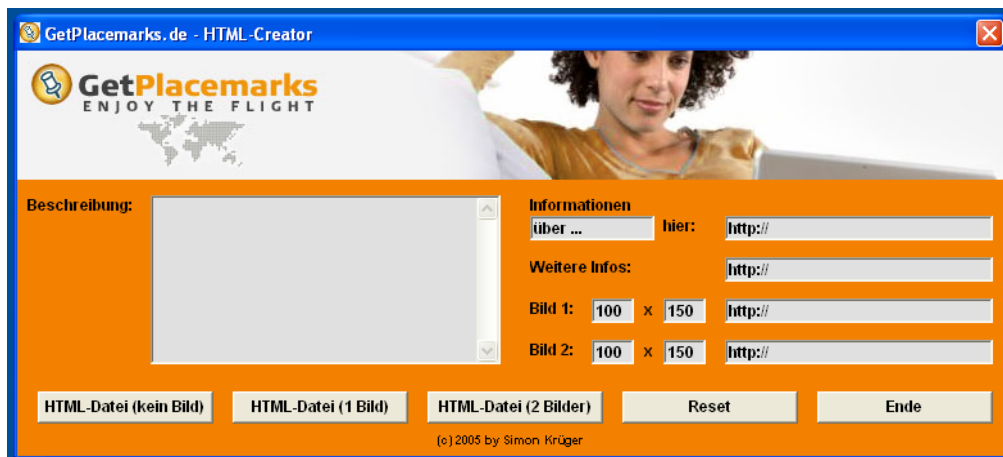 GetPlacemarks.de - HTML-Creator
GetPlacemarks
ENJOY THE FLIGHT
Beschreibung:
Informationen
über ... hier: http://
Weitere Infos: http://
Bild 1: 100 x 150 http://
Bild 2: 100 x 150 http://
HTML-Datei (kein Bild) HTML-Datei (1 Bild) HTML-Datei (2 Bilder) Reset Ende
(c) 2005 by Simon Krüger